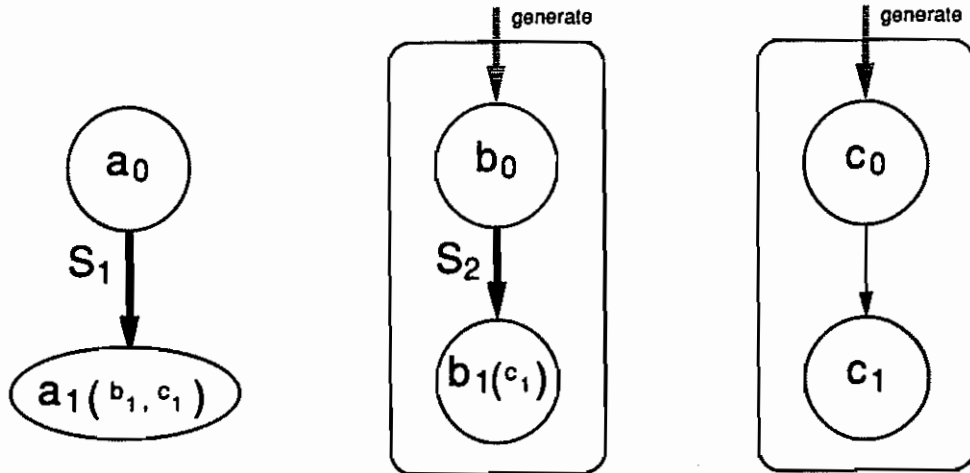 generate
generate
a0
b0
c0
S1
S2
a1(b1, c1)
b1(c1)
c1